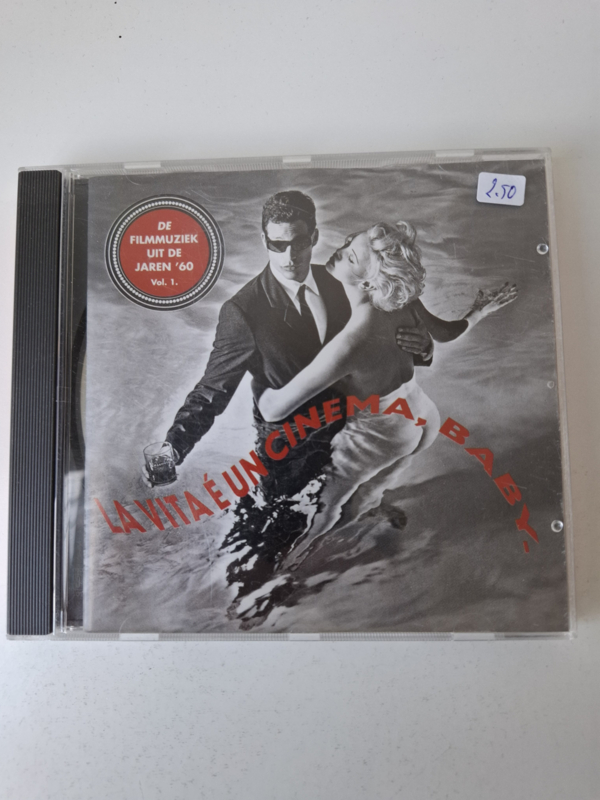 2.50
DE
FILMMUZIEK
UIT DE
JAREN '60
Vol. 1.
LA VITA É UN CINEMA, BABY.